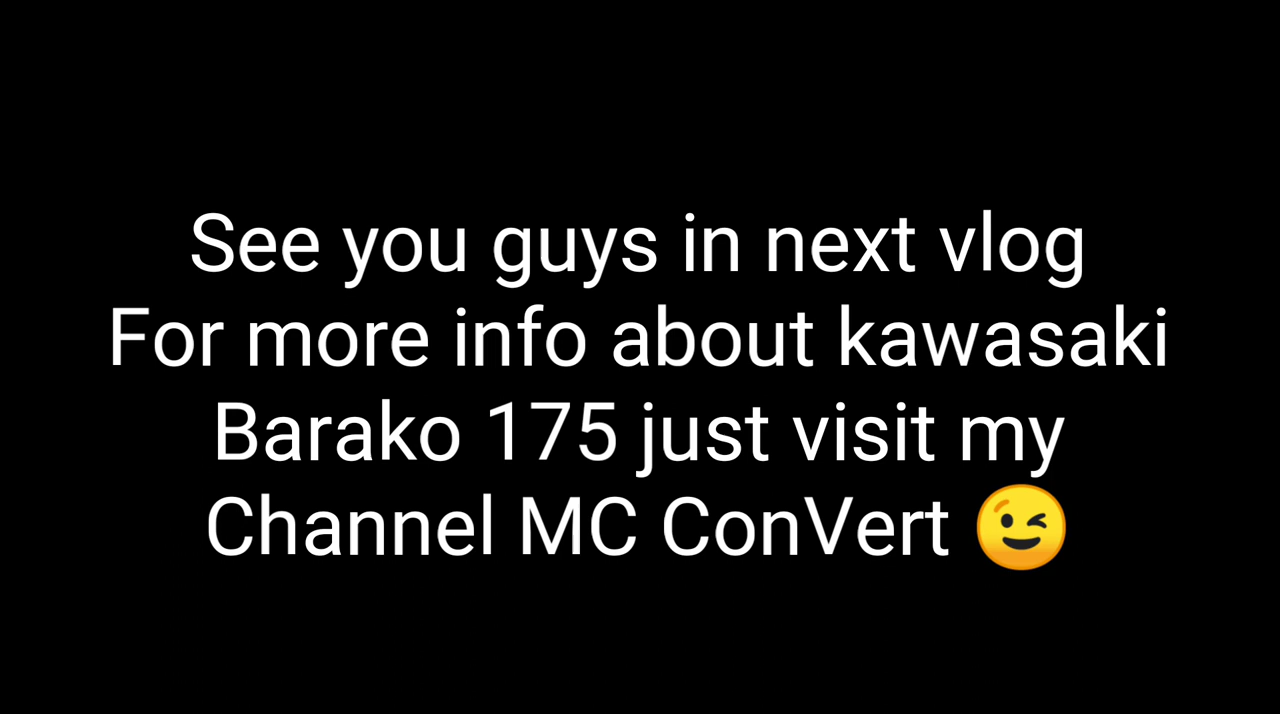 See you guys in next vlog
For more info about kawasaki
Barako 175 just visit my
Channel MC ConVert 😉